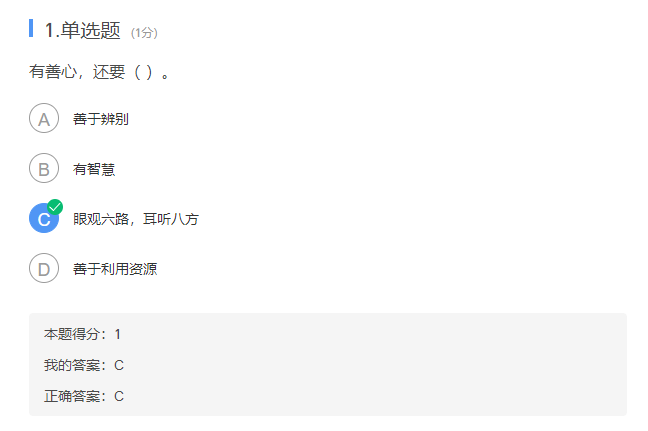 1.单选题 (1分)
有善心，还要（ ）。
A 善于辨别
B 有智慧
C 眼观六路，耳听八方
D 善于利用资源
本题得分：1
我的答案：C
正确答案：C